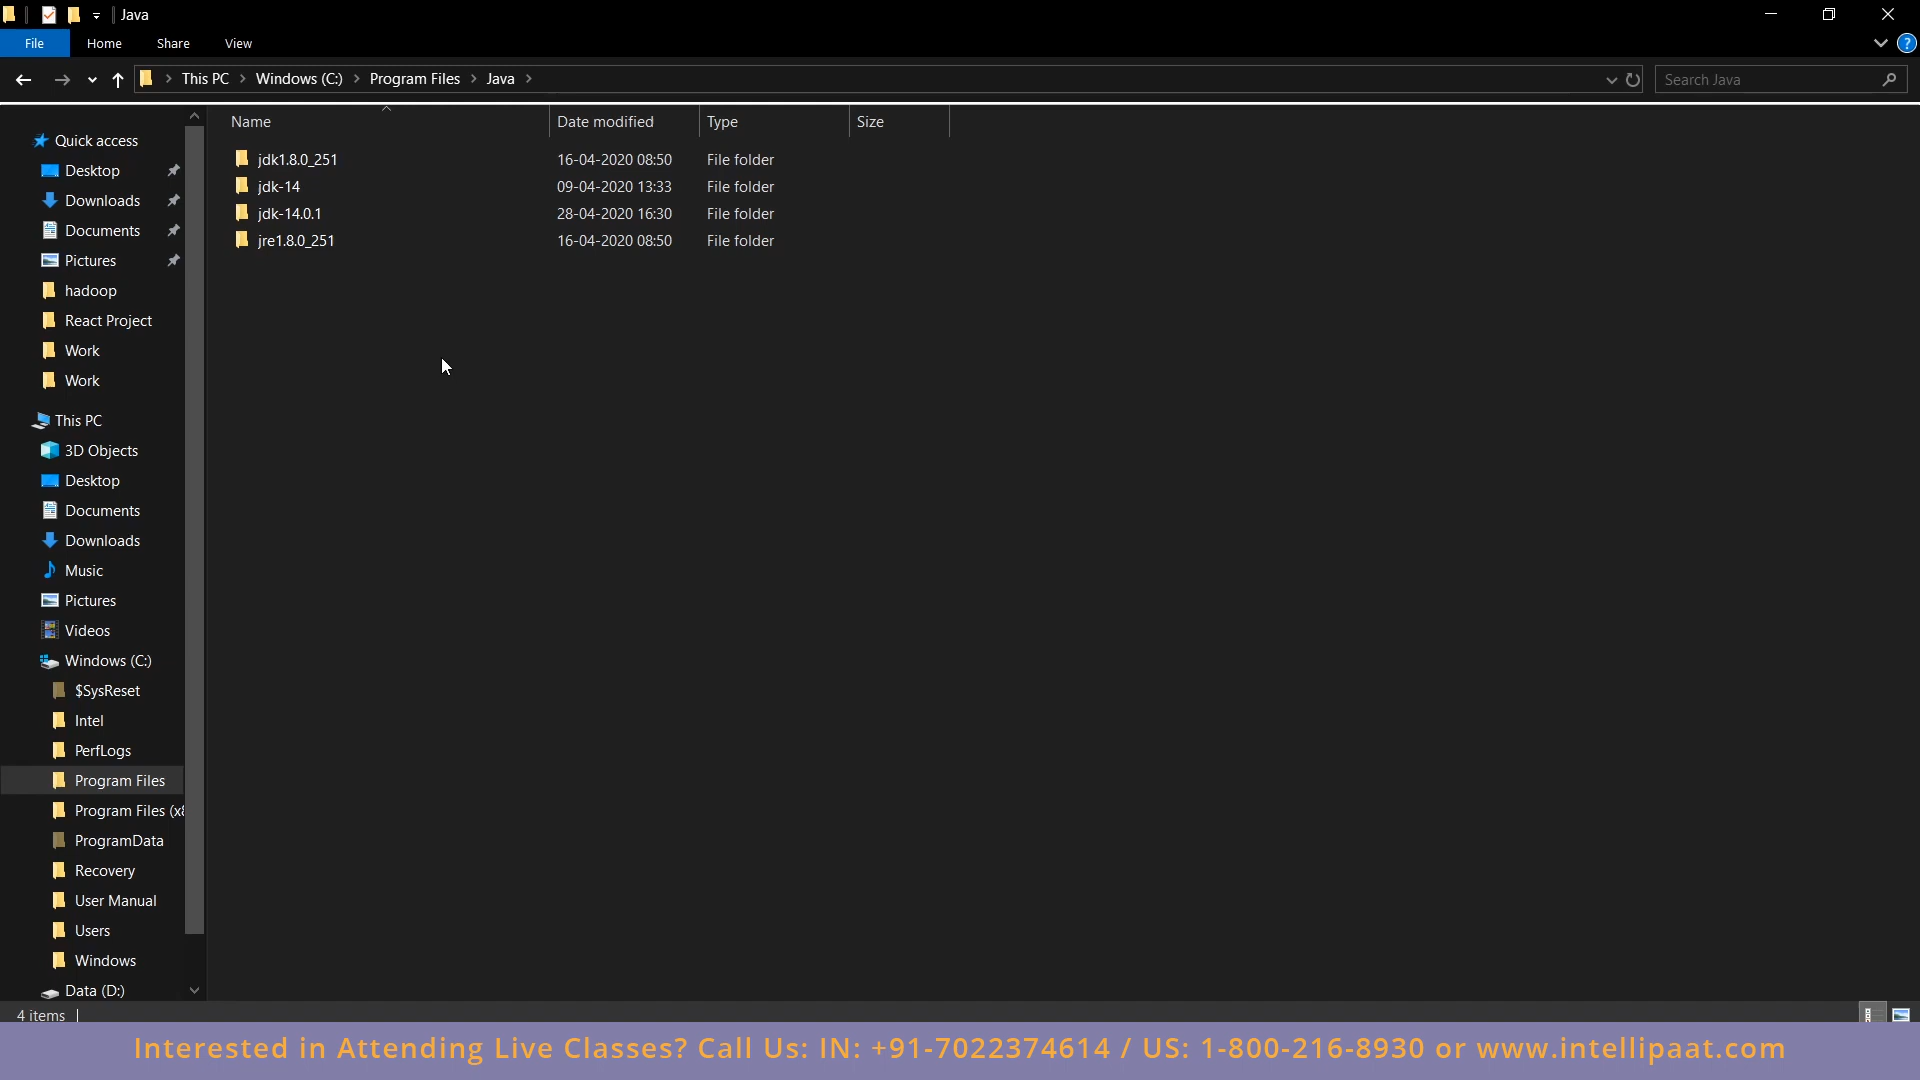 Java
File Home Share View
This PC Windows (C:) Program Files Java
Search Java
Name Date modified Type Size
jdk1.8.0_251 16-04-2020 08:50 File folder
jdk-14 09-04-2020 13:33 File folder
jdk-14.0.1 28-04-2020 16:30 File folder
jre1.8.0_251 16-04-2020 08:50 File folder
Quick access
Desktop
Downloads
Documents
Pictures
hadoop
React Project
Work
Work
This PC
3D Objects
Desktop
Documents
Downloads
Music
Pictures
Videos
Windows (C:)
$SysReset
Intel
PerfLogs
Program Files
Program Files (x8
ProgramData
Recovery
User Manual
Users
Windows
Data (D:)
4 items
Interested in Attending Live Classes? Call Us: IN: +91-7022374614 / US: 1-800-216-8930 or www.intellipaat.com